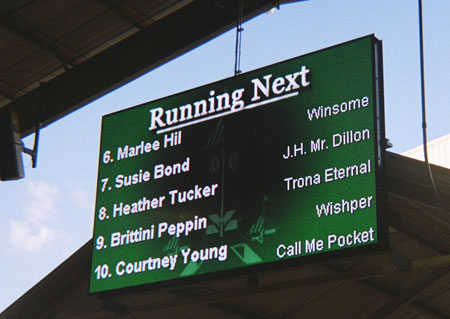 Running Next
6. Marlee Hil Winsome
7. Susie Bond J.H. Mr. Dillon
8. Heather Tucker Trona Eternal
9. Brittini Peppin Wishper
10. Courtney Young Call Me Pocket